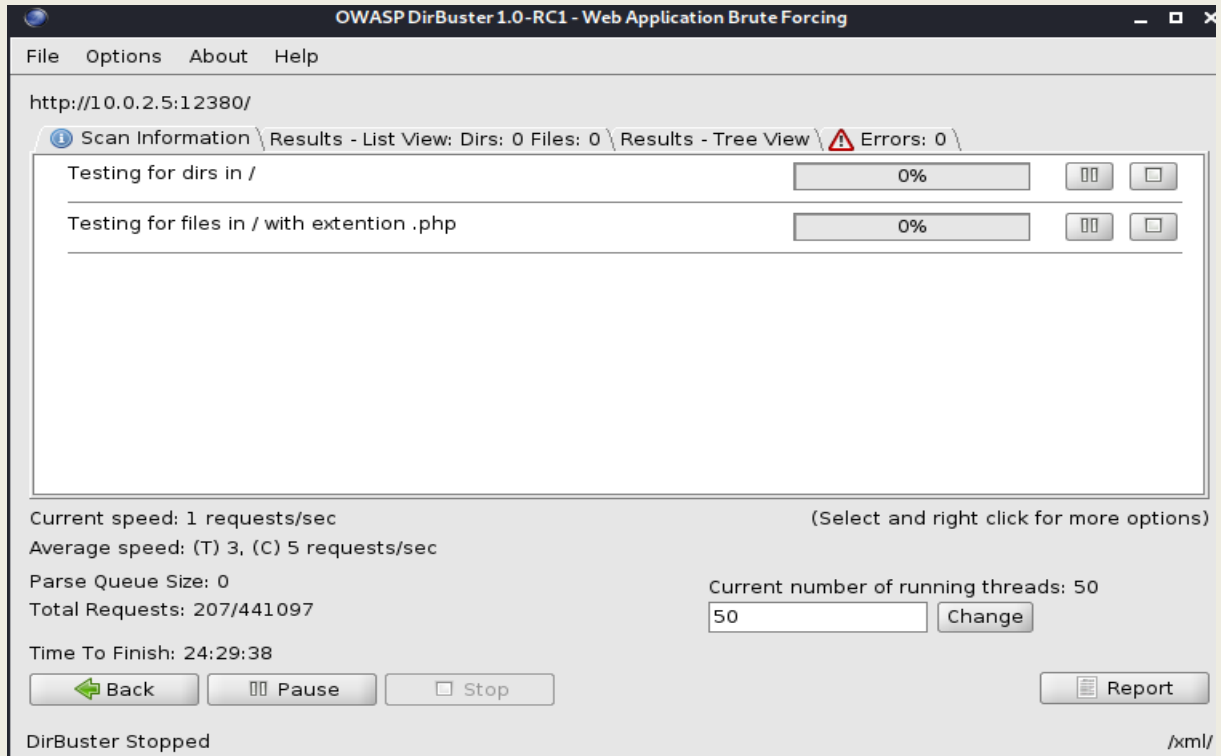 OWASP DirBuster 1.0-RC1 - Web Application Brute Forcing
File Options About Help
http://10.0.2.5:12380/
Scan Information \ Results - List View: Dirs: 0 Files: 0 \ Results - Tree View \ Errors: 0 \
Testing for dirs in / 0%
Testing for files in / with extention .php 0%
Current speed: 1 requests/sec (Select and right click for more options)
Average speed: (T) 3, (C) 5 requests/sec
Parse Queue Size: 0 Current number of running threads: 50
Total Requests: 207/441097
50 Change
Time To Finish: 24:29:38
Back Pause Stop Report
DirBuster Stopped /xml/